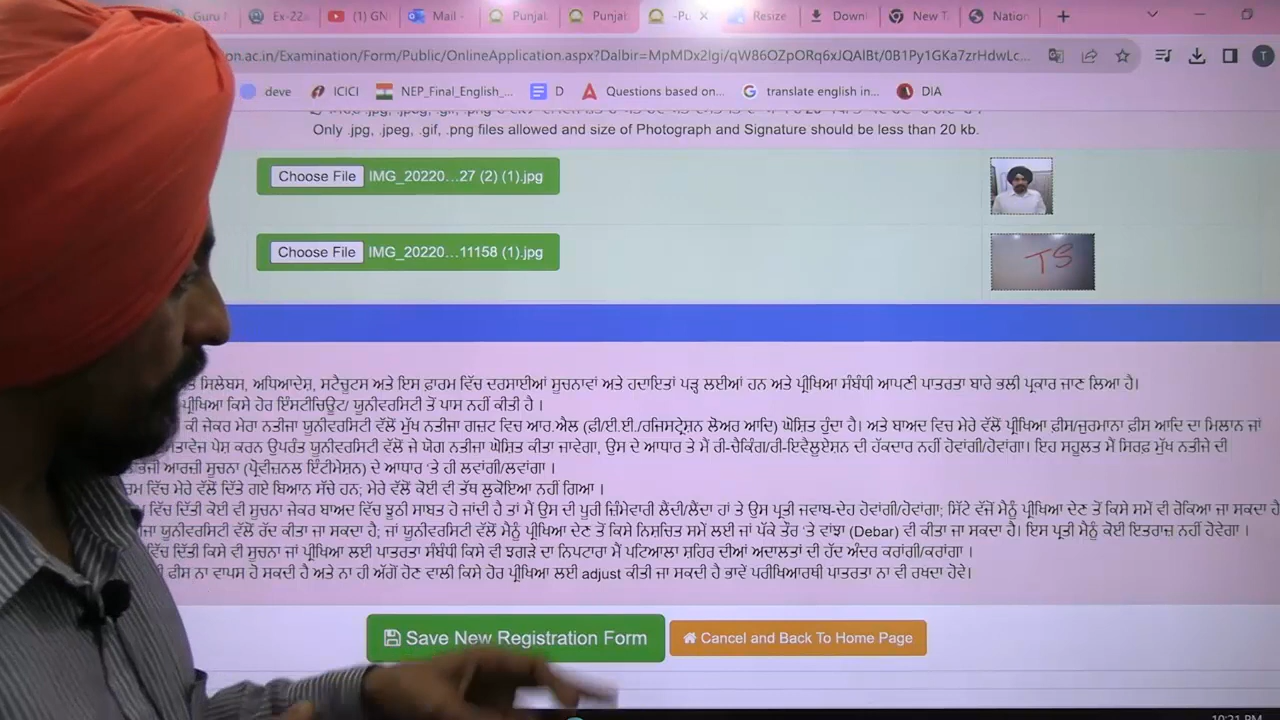 Guru
Ex-22
(1) GN
Mail -
Punjal
Punjab
-Pu
Resize
Downl
New T
Nation
on.ac.in/Examination/Form/Public/OnlineApplication.aspx?Dalbir=MpMDx2lgi/qW86OZpORq6xJQAlBt/0B1Py1GKa7zrHdwLc...
T
deve
ICICI
NEP_Final_English_...
D
Questions based on...
translate english in...
DIA
Only .jpg, .jpeg, .gif, .png files allowed and size of Photograph and Signature should be less than 20 kb.
Choose File IMG_20220...27 (2) (1).jpg
Choose File IMG_20220...11158 (1).jpg
TS
ਸਿਲੇਬਸ, ਅਧਿਆਦੇਸ਼, ਸਟੈਚੂਟਸ ਅਤੇ ਇਸ ਫ਼ਾਰਮ ਵਿੱਚ ਦਰਸਾਈਆਂ ਸੂਚਨਾਵਾਂ ਅਤੇ ਹਦਾਇਤਾਂ ਪੜ੍ਹ ਲਈਆਂ ਹਨ ਅਤੇ ਪ੍ਰੀਖਿਆ ਸੰਬੰਧੀ ਆਪਣੀ ਪਾਤਰਤਾ ਬਾਰੇ ਭਲੀ ਪ੍ਰਕਾਰ ਜਾਣ ਲਿਆ ਹੈ।
ਪ੍ਰੀਖਿਆ ਕਿਸੇ ਹੋਰ ਇੰਸਟੀਚਿਊਟ/ ਯੂਨੀਵਰਸਿਟੀ ਤੋਂ ਪਾਸ ਨਹੀਂ ਕੀਤੀ ਹੈ ।
ਕੀ ਜੇਕਰ ਮੇਰਾ ਨਤੀਜਾ ਯੂਨੀਵਰਸਿਟੀ ਵੱਲੋਂ ਮੁੱਖ ਨਤੀਜਾ ਗਜ਼ਟ ਵਿਚ ਆਰ.ਐਲ (ਫ਼ੀ/ਈ.ਈ./ਰਜਿਸਟ੍ਰੇਸ਼ਨ ਲੋਅਰ ਆਦਿ) ਘੋਸ਼ਿਤ ਹੁੰਦਾ ਹੈ। ਅਤੇ ਬਾਅਦ ਵਿਚ ਮੇਰੇ ਵੱਲੋਂ ਪ੍ਰੀਖਿਆ ਫ਼ੀਸ/ਜੁਰਮਾਨਾ ਫ਼ੀਸ ਆਦਿ ਦਾ ਮਿਲਾਨ ਜਾਂ
ਪੇਸ਼ ਕਰਨ ਉਪਰੰਤ ਯੂਨੀਵਰਸਿਟੀ ਵੱਲੋਂ ਜੋ ਯੋਗ ਨਤੀਜਾ ਘੋਸ਼ਿਤ ਕੀਤਾ ਜਾਵੇਗਾ, ਉਸ ਦੇ ਆਧਾਰ ਤੇ ਮੈਂ ਰੀ-ਚੈਕਿੰਗ/ਰੀ-ਇਵੈਲੂਏਸ਼ਨ ਦੀ ਹੱਕਦਾਰ ਨਹੀਂ ਹੋਵਾਂਗੀ/ਹੋਵਾਂਗਾ। ਇਹ ਸਹੂਲਤ ਮੈਂ ਸਿਰਫ਼ ਮੁੱਖ ਨਤੀਜੇ ਦੀ
ਆਰਜ਼ੀ ਸੂਚਨਾ (ਪ੍ਰੋਵੀਜ਼ਨਲ ਇੰਟੀਮੇਸ਼ਨ) ਦੇ ਆਧਾਰ 'ਤੇ ਹੀ ਲਵਾਂਗੀ/ਲਵਾਂਗਾ ।
ਵਿੱਚ ਮੇਰੇ ਵੱਲੋਂ ਦਿੱਤੇ ਗਏ ਬਿਆਨ ਸੱਚੇ ਹਨ; ਮੇਰੇ ਵੱਲੋਂ ਕੋਈ ਵੀ ਤੱਥ ਲੁਕੋਇਆ ਨਹੀਂ ਗਿਆ ।
ਵਿੱਚ ਦਿੱਤੀ ਕੋਈ ਵੀ ਸੂਚਨਾ ਜੇਕਰ ਬਾਅਦ ਵਿੱਚ ਝੂਠੀ ਸਾਬਤ ਹੋ ਜਾਂਦੀ ਹੈ ਤਾਂ ਮੈਂ ਉਸ ਦੀ ਪੂਰੀ ਜ਼ਿੰਮੇਵਾਰੀ ਲੈਂਦੀ/ਲੈਂਦਾ ਹਾਂ ਤੇ ਉਸ ਪ੍ਰਤੀ ਜਵਾਬ-ਦੇਹ ਹੋਵਾਂਗੀ/ਹੋਵਾਂਗਾ; ਸਿੱਟੇ ਵੱਜੋਂ ਮੈਨੂੰ ਪ੍ਰੀਖਿਆ ਦੇਣ ਤੋਂ ਕਿਸੇ ਸਮੇਂ ਵੀ ਰੋਕਿਆ ਜਾ ਸਕਦਾ ਹੈ
ਯੂਨੀਵਰਸਿਟੀ ਵੱਲੋਂ ਰੱਦ ਕੀਤਾ ਜਾ ਸਕਦਾ ਹੈ; ਜਾਂ ਯੂਨੀਵਰਸਿਟੀ ਵੱਲੋਂ ਮੈਨੂੰ ਪ੍ਰੀਖਿਆ ਦੇਣ ਤੋਂ ਕਿਸੇ ਨਿਸ਼ਚਿਤ ਸਮੇਂ ਲਈ ਜਾਂ ਪੱਕੇ ਤੌਰ 'ਤੇ ਵਾਂਝਾ (Debar) ਵੀ ਕੀਤਾ ਜਾ ਸਕਦਾ ਹੈ। ਇਸ ਪ੍ਰਤੀ ਮੈਨੂੰ ਕੋਈ ਇਤਰਾਜ਼ ਨਹੀਂ ਹੋਵੇਗਾ ।
ਵਿੱਚ ਦਿੱਤੀ ਕਿਸੇ ਵੀ ਸੂਚਨਾ ਜਾਂ ਪ੍ਰੀਖਿਆ ਲਈ ਪਾਤਰਤਾ ਸੰਬੰਧੀ ਕਿਸੇ ਵੀ ਝਗੜੇ ਦਾ ਨਿਪਟਾਰਾ ਮੈਂ ਪਟਿਆਲਾ ਸ਼ਹਿਰ ਦੀਆਂ ਅਦਾਲਤਾਂ ਦੀ ਹੱਦ ਅੰਦਰ ਕਰਾਂਗੀ/ਕਰਾਂਗਾ ।
ਫੀਸ ਨਾ ਵਾਪਸ ਹੋ ਸਕਦੀ ਹੈ ਅਤੇ ਨਾ ਹੀ ਅੱਗੋਂ ਹੋਣ ਵਾਲੀ ਕਿਸੇ ਹੋਰ ਪ੍ਰੀਖਿਆ ਲਈ adjust ਕੀਤੀ ਜਾ ਸਕਦੀ ਹੈ ਭਾਵੇਂ ਪਰੀਖਿਆਰਥੀ ਪਾਤਰਤਾ ਨਾ ਵੀ ਰਖਦਾ ਹੋਵੇ।
Save New Registration Form
Cancel and Back To Home Page